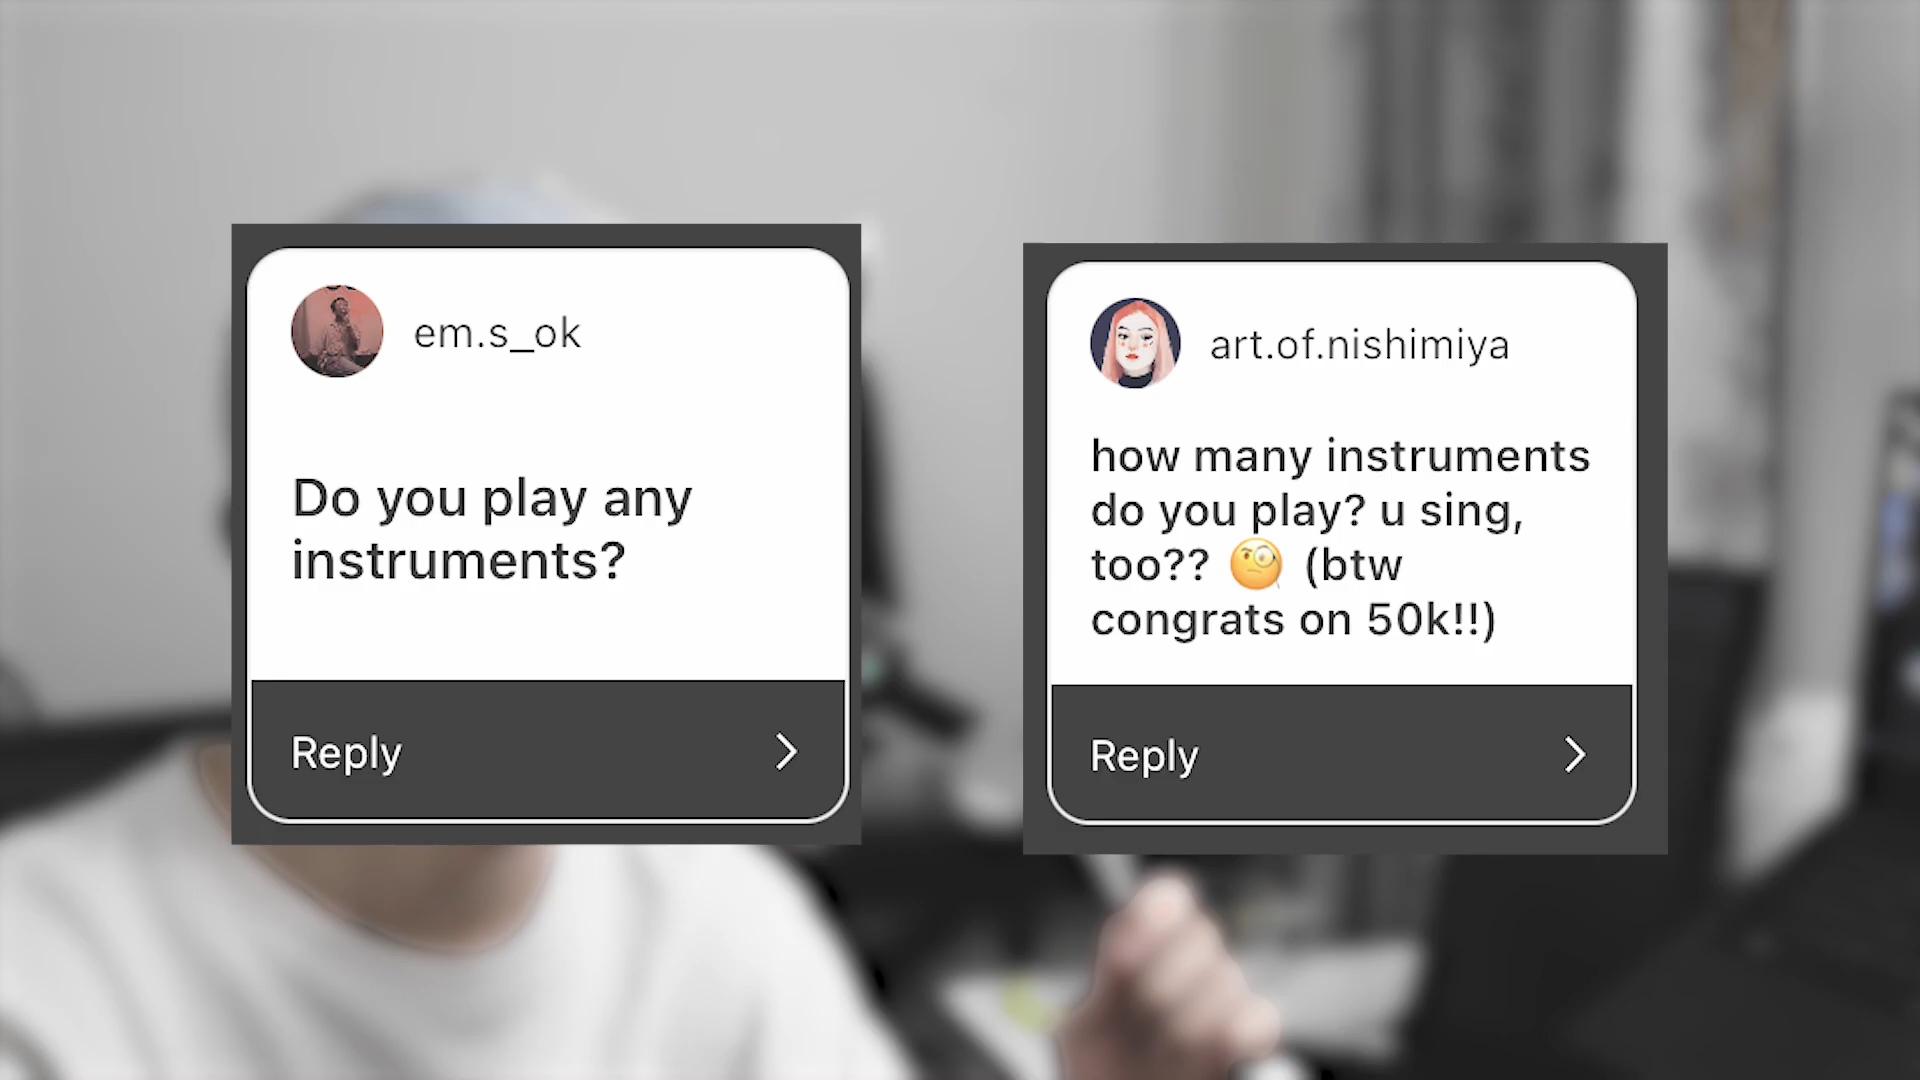 em.s_ok
Do you play any
instruments?
Reply
art.of.nishimiya
how many instruments
do you play? u sing,
too?? 🧐 (btw
congrats on 50k!!)
Reply